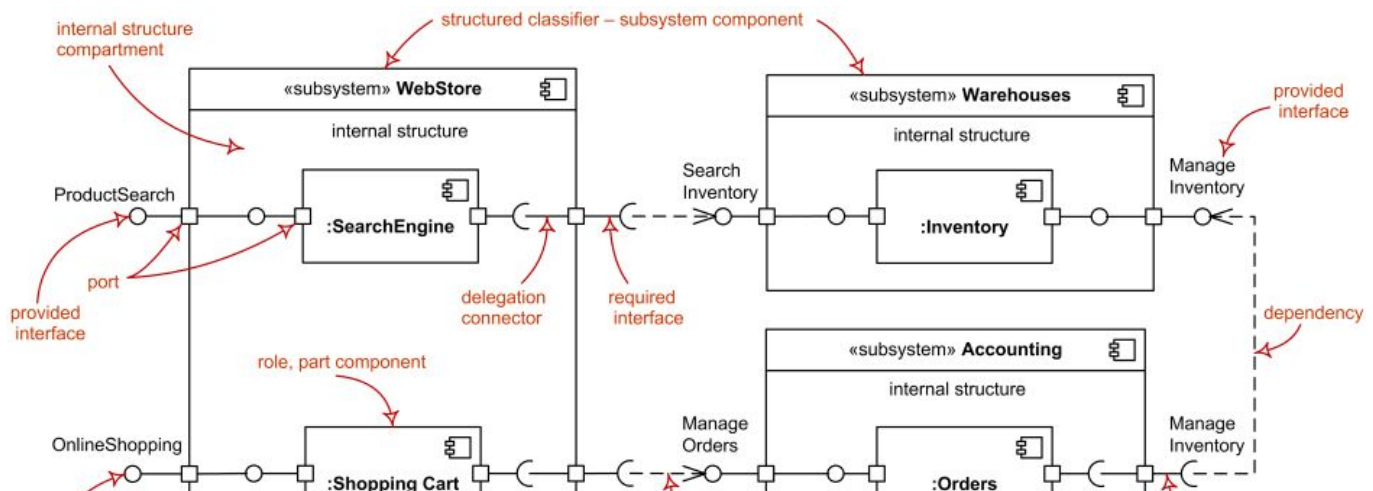 structured classifier – subsystem component
internal structure
compartment
«subsystem» WebStore
«subsystem» Warehouses
provided
interface
internal structure
internal structure
ProductSearch
:SearchEngine
Search
Inventory
:Inventory
Manage
Inventory
port
provided
interface
delegation
connector
required
interface
dependency
«subsystem» Accounting
role, part component
internal structure
OnlineShopping
:Shopping Cart
Manage
Orders
:Orders
Manage
Inventory